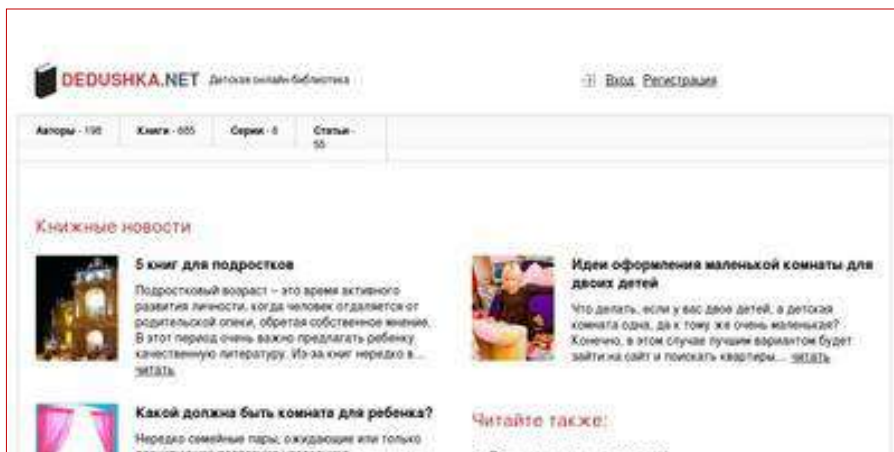 DEDUSHKA.NET Детская онлайн-библиотека
Вход Регистрация
Авторы - 198 Книги - 685 Серии - 6 Статьи -
55
Книжные новости
5 книг для подростков
Подростковый возраст – это время активного
развития личности, когда человек отдаляется от
родительской опеки, обретая собственное мнение.
В этот период очень важно предлагать ребенку
качественную литературу. Из-за книг нередко в...
читать
Какой должна быть комната для ребенка?
Нередко семейные пары, ожидающие или только
Идеи оформления маленькой комнаты для
двоих детей
Что делать, если у вас двое детей, а детская
комната одна, да к тому же очень маленькая?
Конечно, в этом случае лучшим вариантом будет
зайти на сайт и поискать квартиры... читать
Читайте также: